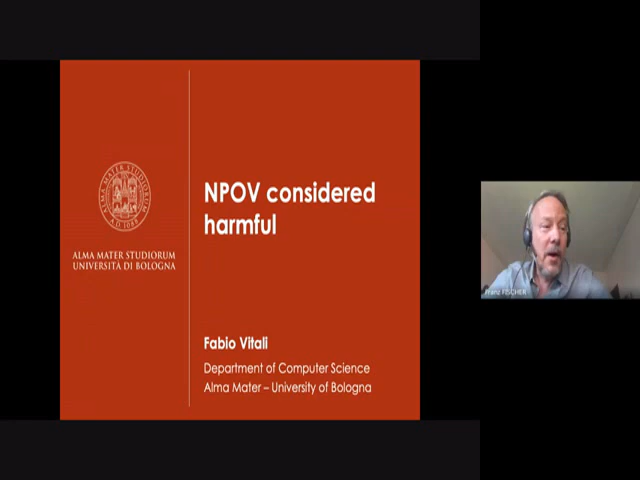 NPOV considered
harmful
ALMA MATER STUDIORUM
UNIVERSITÀ DI BOLOGNA
Fabio Vitali
Department of Computer Science
Alma Mater – University of Bologna
Franz FISCHER